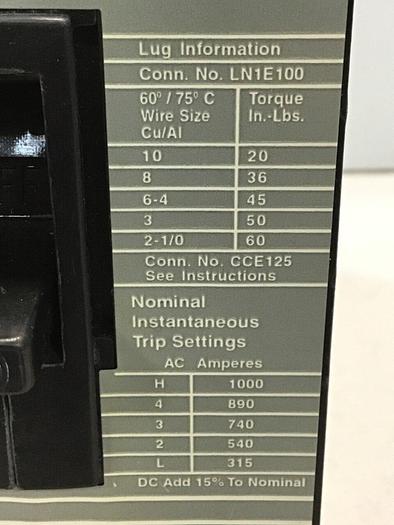 Lug Information
Conn. No. LN1E100
60° / 75° C Torque
Wire Size In.-Lbs.
Cu/Al
10 20
8 36
6-4 45
3 50
2-1/0 60
Conn. No. CCE125
See Instructions
Nominal
Instantaneous
Trip Settings
AC Amperes
H 1000
4 890
3 740
2 540
L 315
DC Add 15% To Nominal